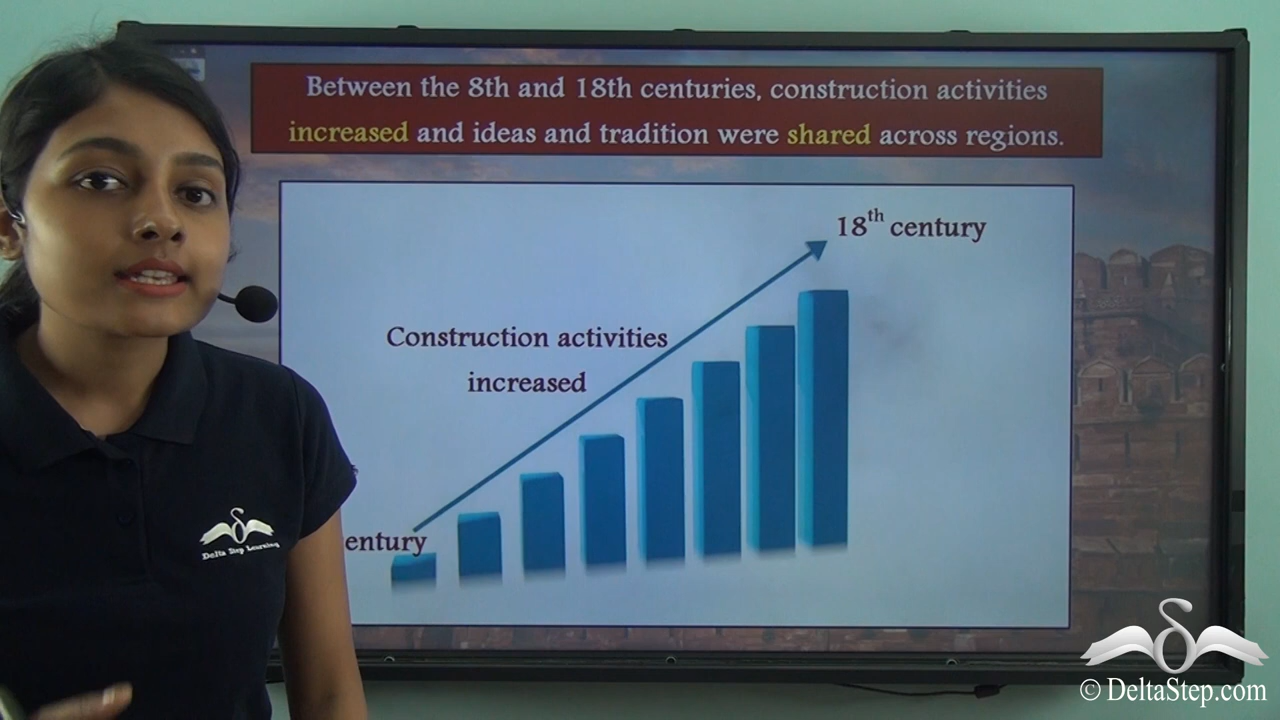 Between the 8th and 18th centuries, construction activities
increased and ideas and tradition were shared across regions.
18th century
Construction activities
increased
entury
Delta Step Learning
© DeltaStep.com